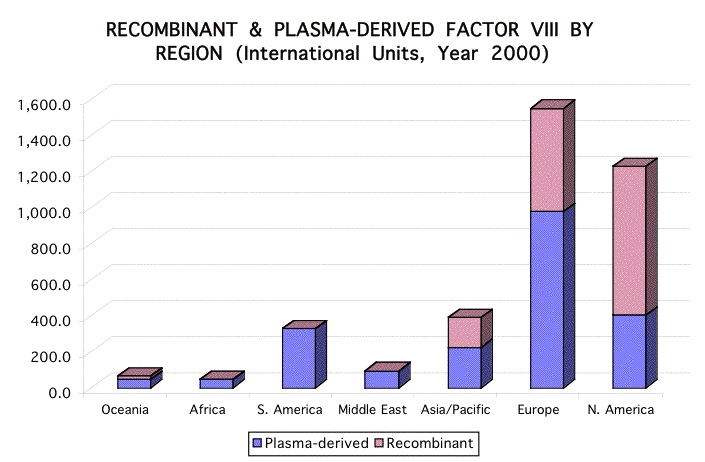 RECOMBINANT & PLASMA-DERIVED FACTOR VIII BY
REGION (International Units, Year 2000)
1,600.0
1,400.0
1,200.0
1,000.0
800.0
600.0
400.0
200.0
0.0
Oceania Africa S. America Middle East Asia/Pacific Europe N. America
Plasma-derived Recombinant